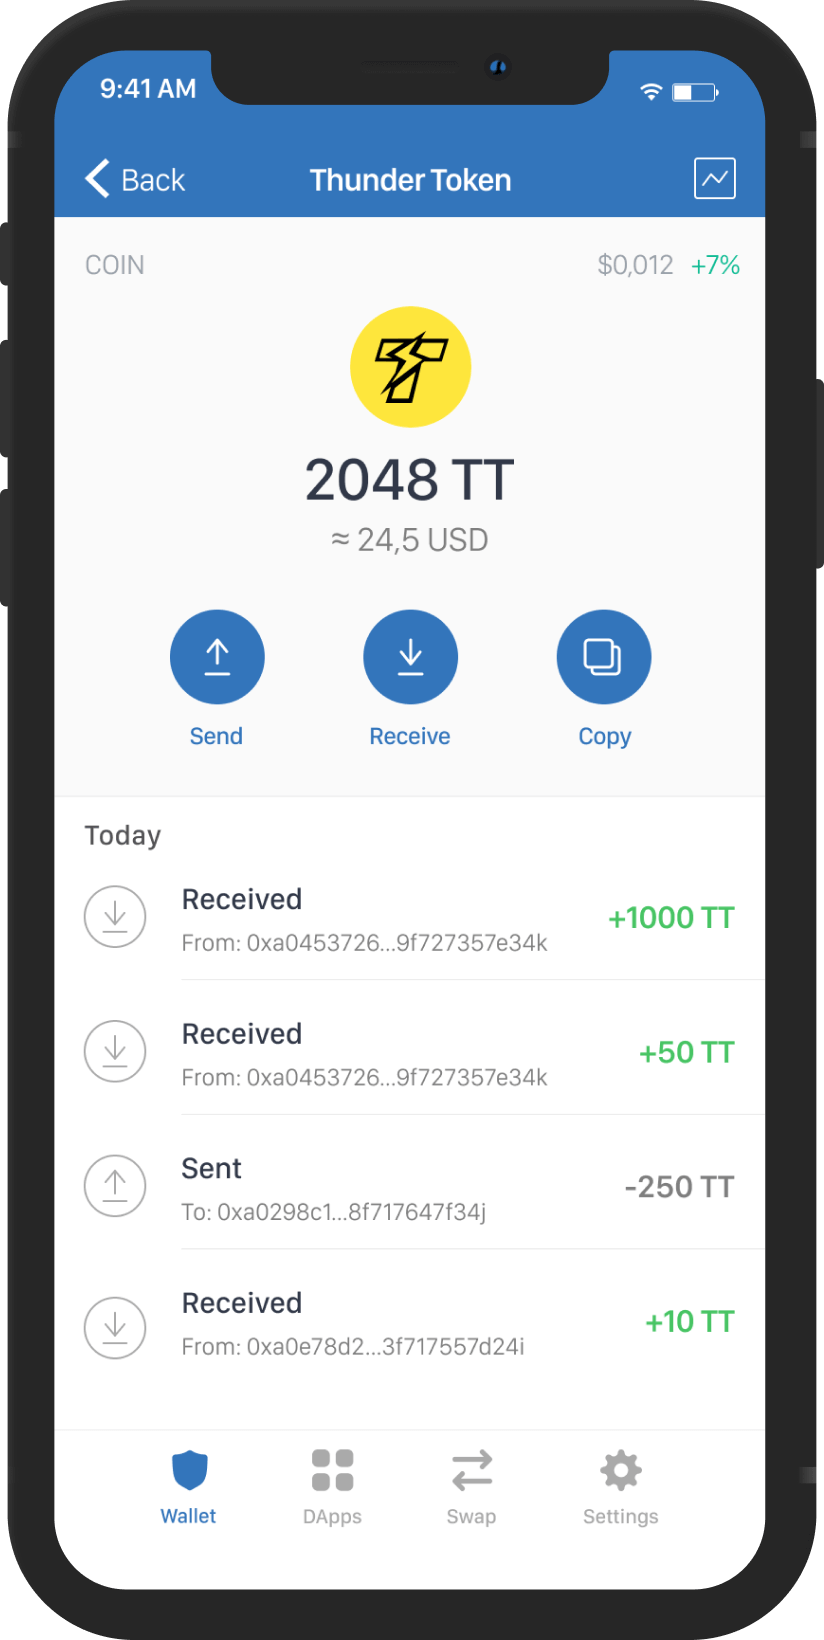 9:41 AM
Back
Thunder Token
COIN
$0,012 +7%
2048 TT
≈ 24,5 USD
Send
Receive
Copy
Today
Received
+1000 TT
From: 0xa0453726...9f727357e34k
Received
+50 TT
From: 0xa0453726...9f727357e34k
Sent
-250 TT
To: 0xa0298c1...8f717647f34j
Received
+10 TT
From: 0xa0e78d2...3f717557d24i
Wallet
DApps
Swap
Settings